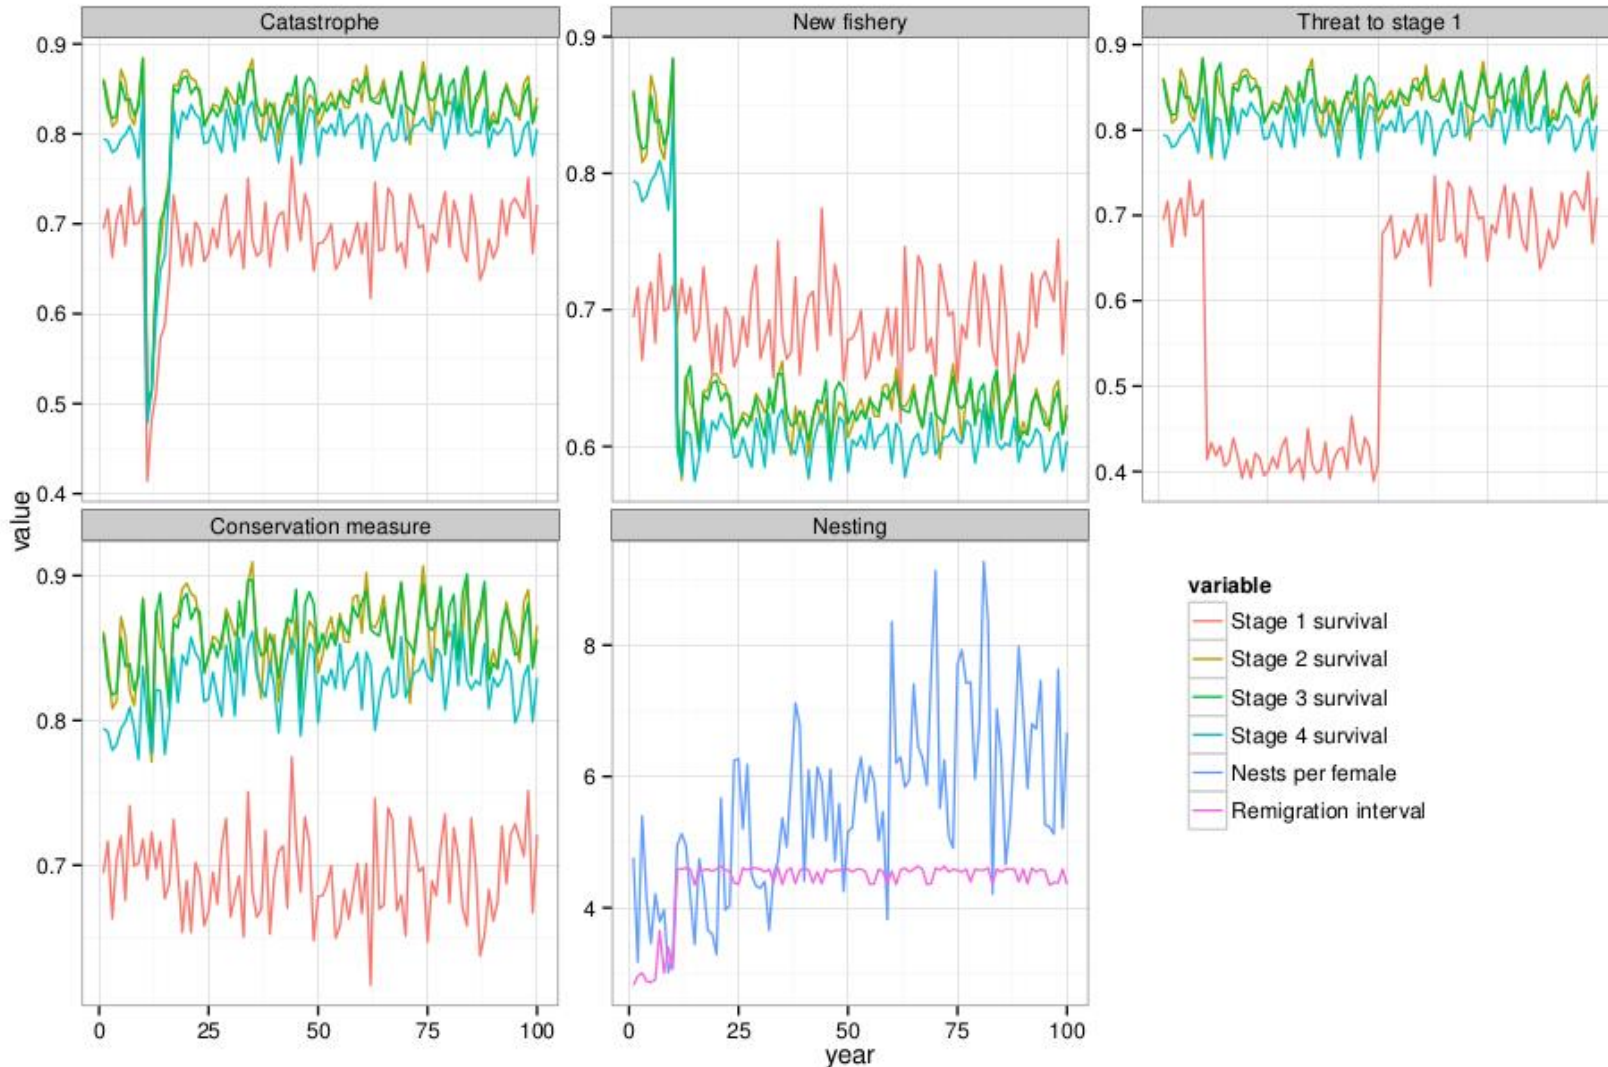 Catastrophe
New fishery
Threat to stage 1
0.9
0.8
0.7
0.6
0.5
0.4
0.9
0.8
0.7
0.6
0.9
0.8
0.7
0.6
0.5
0.4
value
Conservation measure
Nesting
0.9
0.8
0.7
8
6
4
0 25 50 75 100
0 25 50 75 100
year
variable
Stage 1 survival
Stage 2 survival
Stage 3 survival
Stage 4 survival
Nests per female
Remigration interval